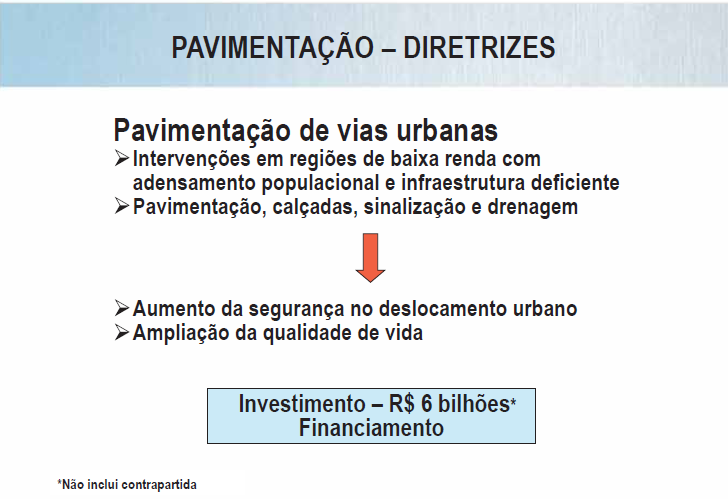 PAVIMENTAÇÃO – DIRETRIZES
Pavimentação de vias urbanas
➢Intervenções em regiões de baixa renda com
adensamento populacional e infraestrutura deficiente
➢Pavimentação, calçadas, sinalização e drenagem
➢Aumento da segurança no deslocamento urbano
➢Ampliação da qualidade de vida
Investimento – R$ 6 bilhões*
Financiamento
*Não inclui contrapartida